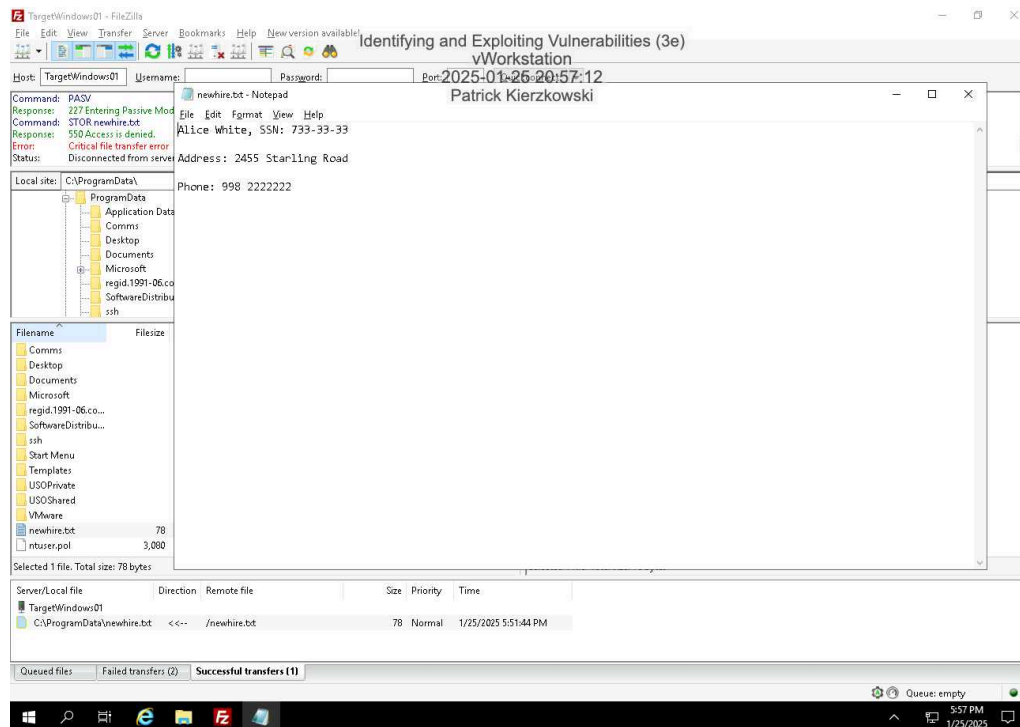 TargetWindows01 - FileZilla
File Edit View Transfer Server Bookmarks Help New version available!
Identifying and Exploiting Vulnerabilities (3e)
vWorkstation
2025-01-25 20:57:12
Patrick Kierzkowski
Host: TargetWindows01 Username: Password: Port:
Command: PASV
Response: 227 Entering Passive Mod
Command: STOR newhire.txt
Response: 550 Access is denied.
Error: Critical file transfer error
Status: Disconnected from server
newhire.txt - Notepad
File Edit Format View Help
Alice White, SSN: 733-33-33
Address: 2455 Starling Road
Phone: 998 2222222
Local site: C:\ProgramData\
ProgramData
Application Data
Comms
Desktop
Documents
Microsoft
regid.1991-06.co
SoftwareDistribu
ssh
Filename Filesize
Comms
Desktop
Documents
Microsoft
regid.1991-06.co...
SoftwareDistribu...
ssh
Start Menu
Templates
USOPrivate
USOShared
VMware
newhire.txt 78
ntuser.pol 3,080
Selected 1 file. Total size: 78 bytes
Server/Local file Direction Remote file Size Priority Time
TargetWindows01
C:\ProgramData\newhire.txt <<-- /newhire.txt 78 Normal 1/25/2025 5:51:44 PM
Queued files Failed transfers (2) Successful transfers (1)
Queue: empty
5:57 PM
1/25/2025